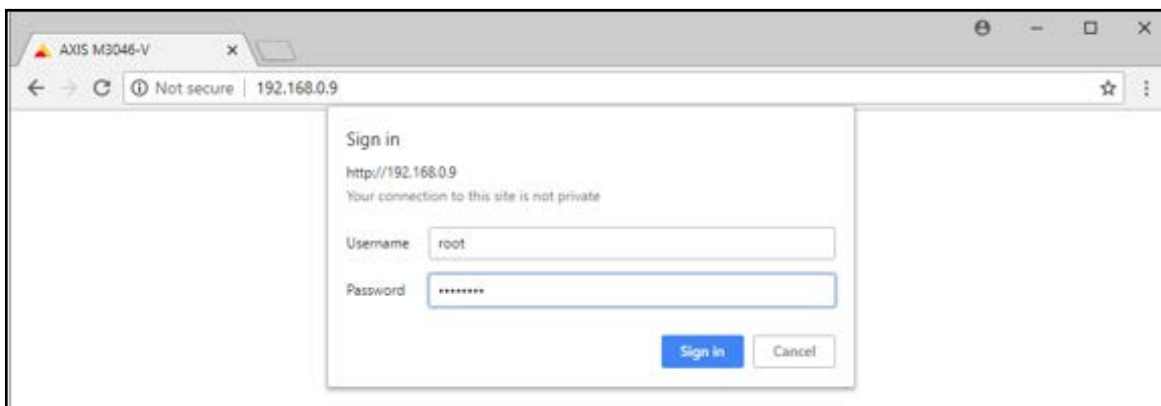 AXIS M3046-V
Not secure | 192.168.0.9
Sign in
http://192.168.0.9
Your connection to this site is not private
Username root
Password ••••••••
Sign in Cancel